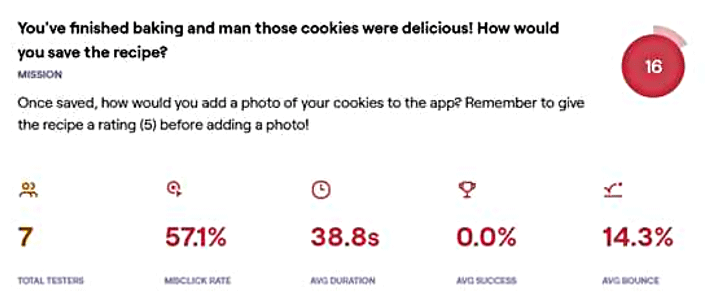 You've finished baking and man those cookies were delicious! How would
you save the recipe?
16
MISSION
Once saved, how would you add a photo of your cookies to the app? Remember to give
the recipe a rating (5) before adding a photo!
7
57.1%
38.8s
0.0%
14.3%
TOTAL TESTERS
MISCLICK RATE
AVG DURATION
AVG SUCCESS
AVG BOUNCE